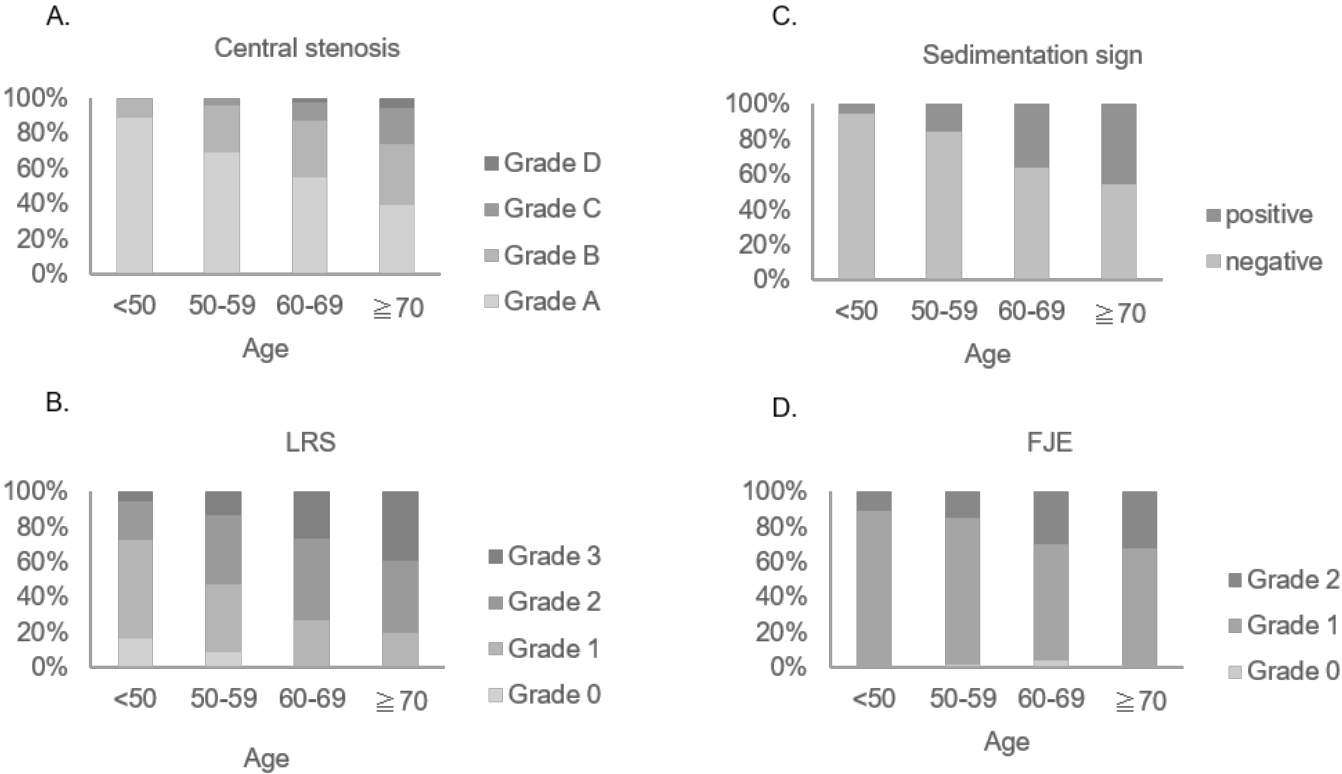 A.
Central stenosis
100%
80%
60%
40%
20%
0%
<50 50-59 60-69 ≧70
Age
Grade D
Grade C
Grade B
Grade A
C.
Sedimentation sign
100%
80%
60%
40%
20%
0%
<50 50-59 60-69 ≧70
Age
positive
negative
B.
LRS
100%
80%
60%
40%
20%
0%
<50 50-59 60-69 ≧70
Age
Grade 3
Grade 2
Grade 1
Grade 0
D.
FJE
100%
80%
60%
40%
20%
0%
<50 50-59 60-69 ≧70
Age
Grade 2
Grade 1
Grade 0